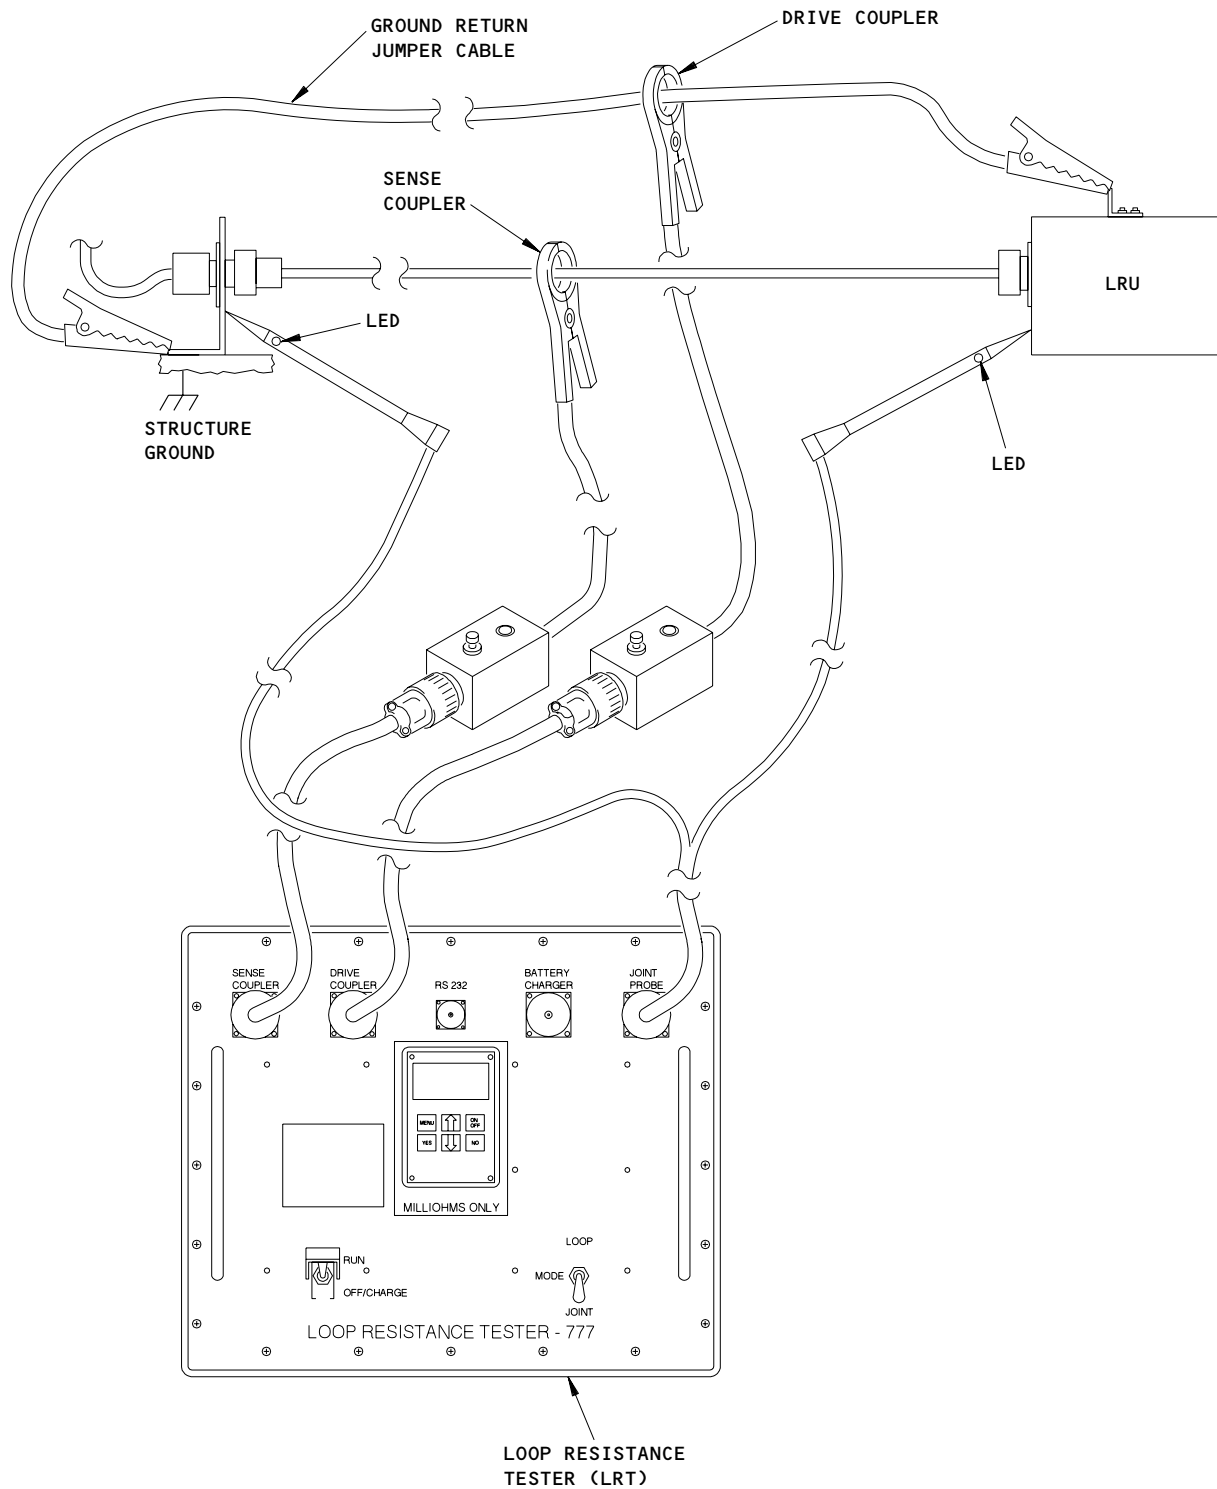 GROUND RETURN
JUMPER CABLE
DRIVE COUPLER
SENSE
COUPLER
LRU
LED
STRUCTURE
GROUND
LED
SENSE
COUPLER
DRIVE
COUPLER
RS 232
BATTERY
CHARGER
JOINT
PROBE
MENU
ON
OFF
YES
NO
MILLIOHMS ONLY
LOOP
RUN
MODE
OFF/CHARGE
JOINT
LOOP RESISTANCE TESTER - 777
LOOP RESISTANCE
TESTER (LRT)